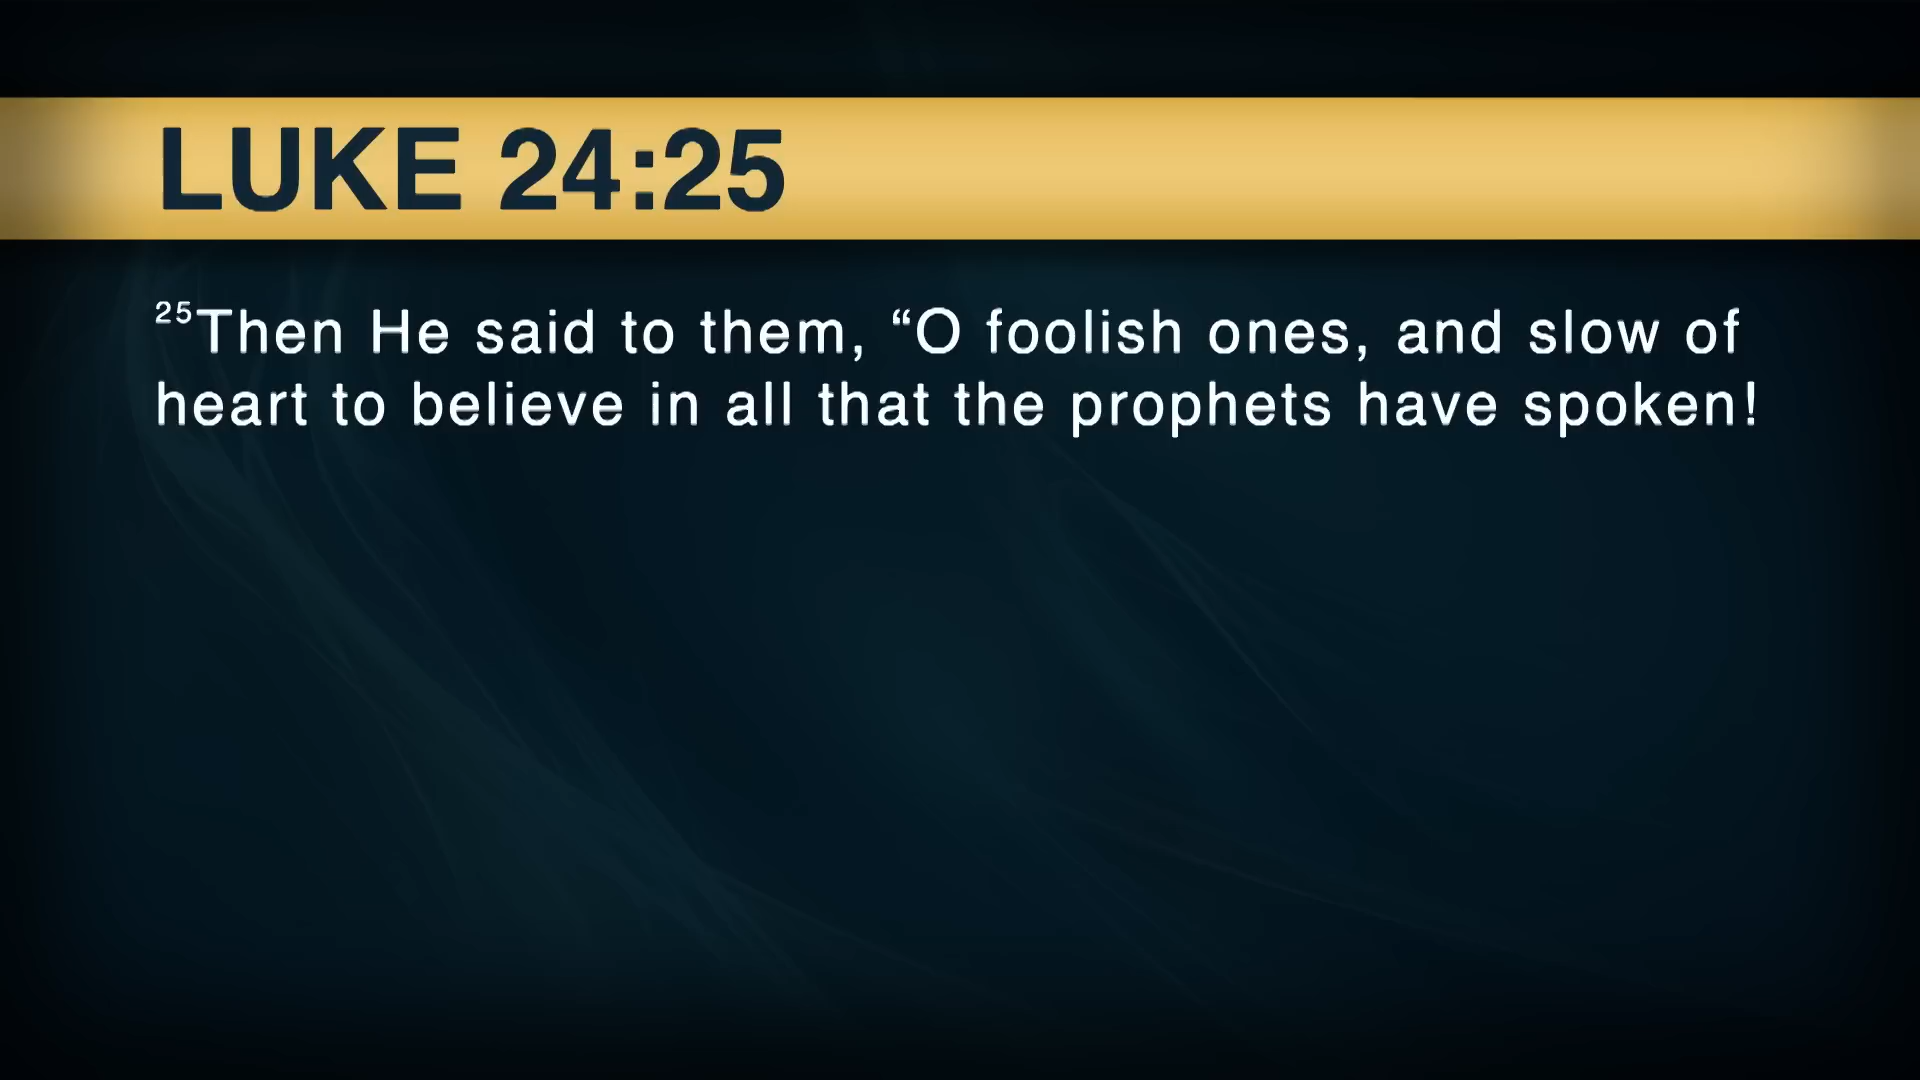 LUKE 24:25
25Then He said to them, “O foolish ones, and slow of
heart to believe in all that the prophets have spoken!